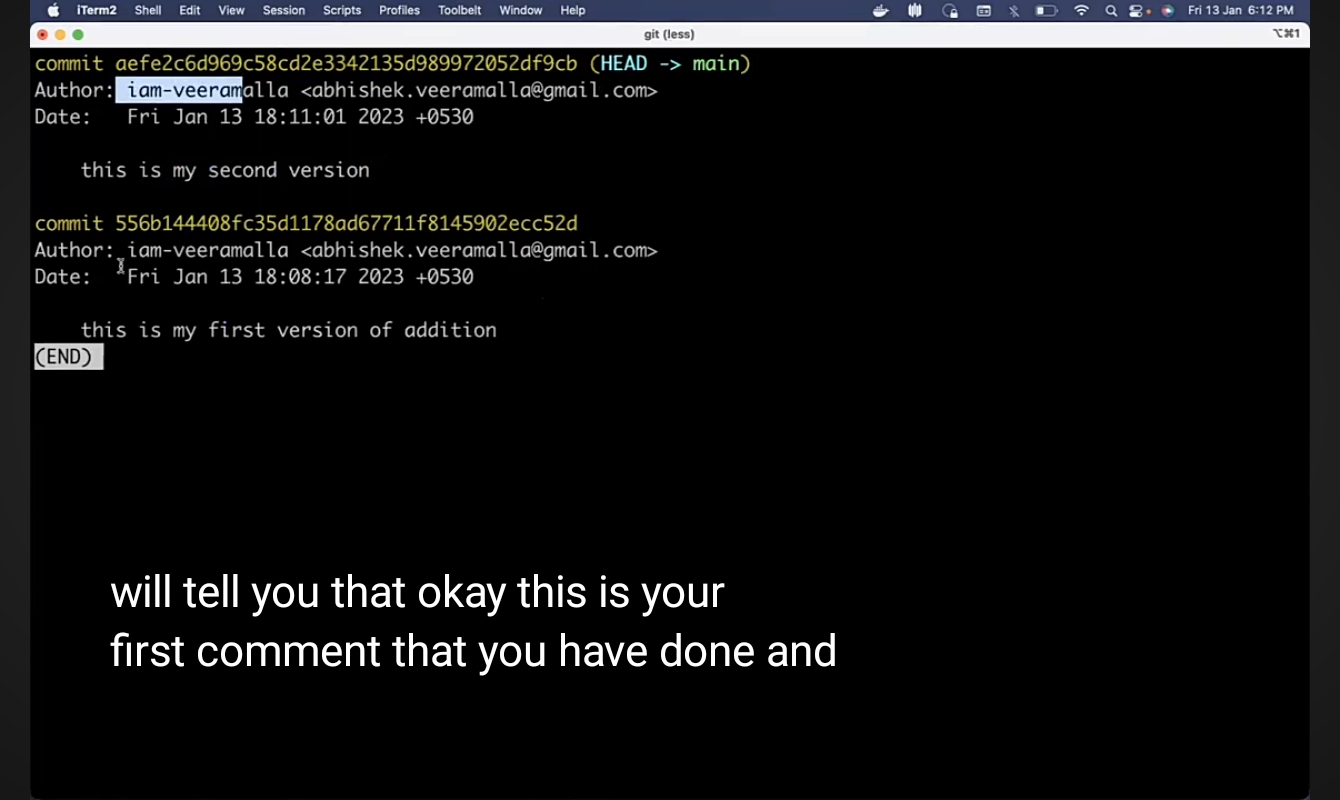 iTerm2 Shell Edit View Session Scripts Profiles Toolbelt Window Help Fri 13 Jan 6:12 PM
git (less) ⌥⌘1
commit aefe2c6d969c58cd2e3342135d989972052df9cb (HEAD -> main)
Author: iam-veeramalla <abhishek.veeramalla@gmail.com>
Date: Fri Jan 13 18:11:01 2023 +0530
this is my second version
commit 556b144408fc35d1178ad67711f8145902ecc52d
Author: iam-veeramalla <abhishek.veeramalla@gmail.com>
Date: Fri Jan 13 18:08:17 2023 +0530
this is my first version of addition
(END)
will tell you that okay this is your
first comment that you have done and